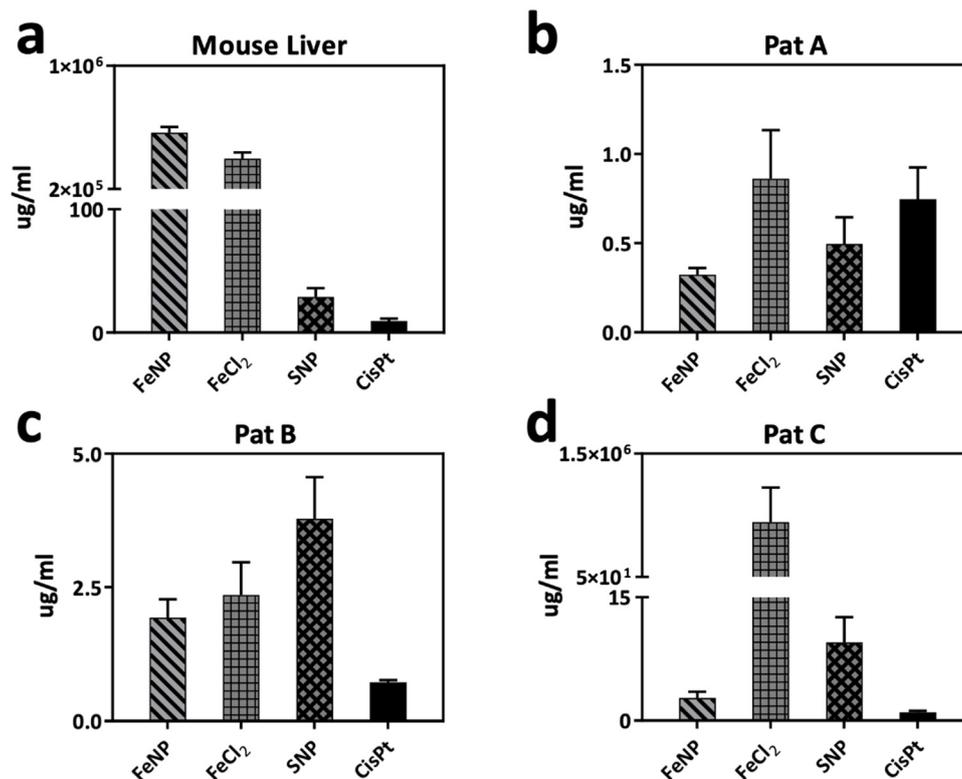 a
Mouse Liver
1×10⁶
2×10⁵
100
0
ug/ml
FeNP
FeCl₂
SNP
CisPt
b
Pat A
1.5
1.0
0.5
0.0
ug/ml
FeNP
FeCl₂
SNP
CisPt
c
Pat B
5.0
2.5
0.0
ug/ml
FeNP
FeCl₂
SNP
CisPt
d
Pat C
1.5×10⁶
5×10¹
15
0
ug/ml
FeNP
FeCl₂
SNP
CisPt